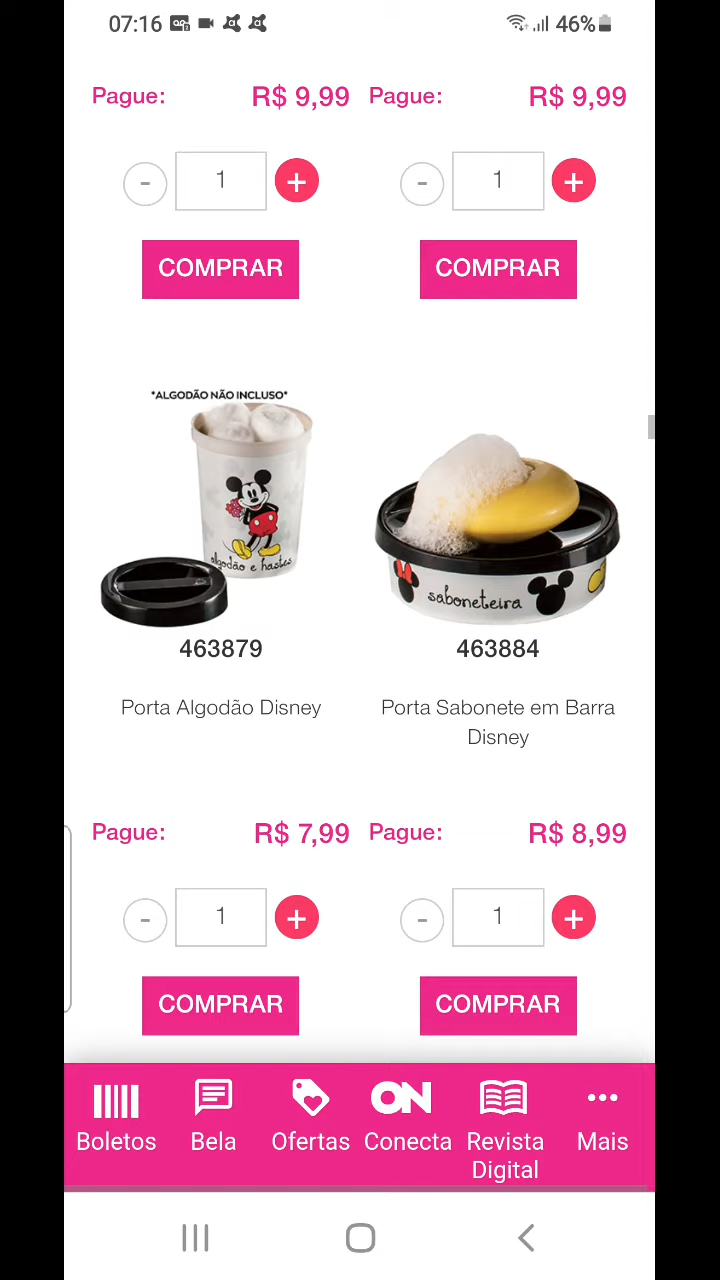 07:16 46%
Pague: R$ 9,99 Pague: R$ 9,99
- 1 + - 1 +
COMPRAR COMPRAR
*ALGODÃO NÃO INCLUSO*
algodão e hastes
saboneteira
463879 463884
Porta Algodão Disney Porta Sabonete em Barra
Disney
Pague: R$ 7,99 Pague: R$ 8,99
- 1 + - 1 +
COMPRAR COMPRAR
ON
Boletos Bela Ofertas Conecta Revista Mais
Digital